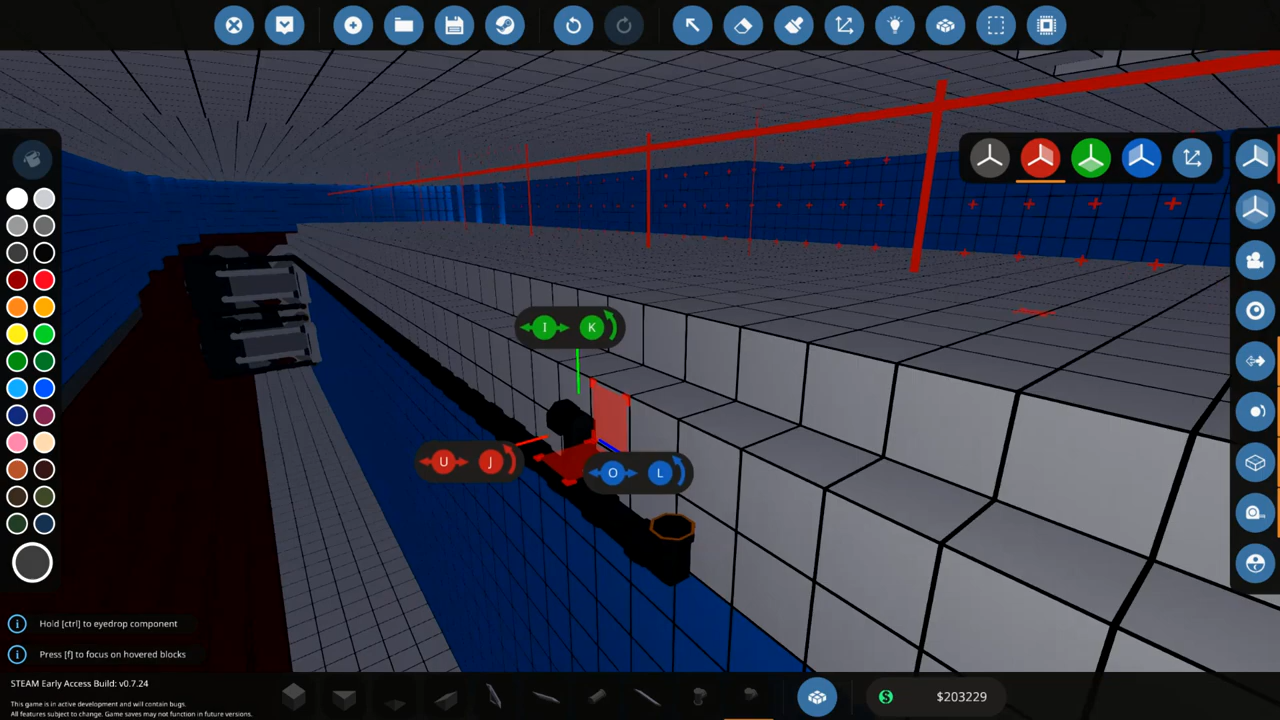 I K
U J
O L
Hold [ctrl] to eyedrop component
Press [f] to focus on hovered blocks
STEAM Early Access Build: v0.7.24
This game is in active development and will contain bugs.
All features subject to change. Game saves may not function in future versions.
$ $203229